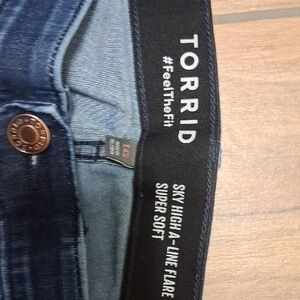 TORRID
#FeelTheFit
SKY HIGH A-LINE FLARE
SUPER SOFT